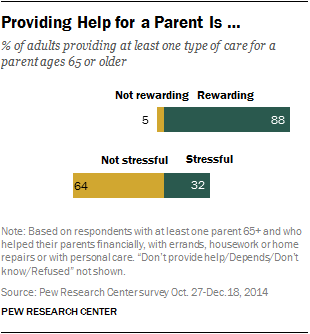 Providing Help for a Parent Is ...
% of adults providing at least one type of care for a
parent ages 65 or older
Not rewarding Rewarding
5 88
Not stressful Stressful
64 32
Note: Based on respondents with at least one parent 65+ and who
helped their parents financially, with errands, housework or home
repairs or with personal care. “Don’t provide help/Depends/Don’t
know/Refused” not shown.
Source: Pew Research Center survey Oct. 27-Dec. 18, 2014
PEW RESEARCH CENTER